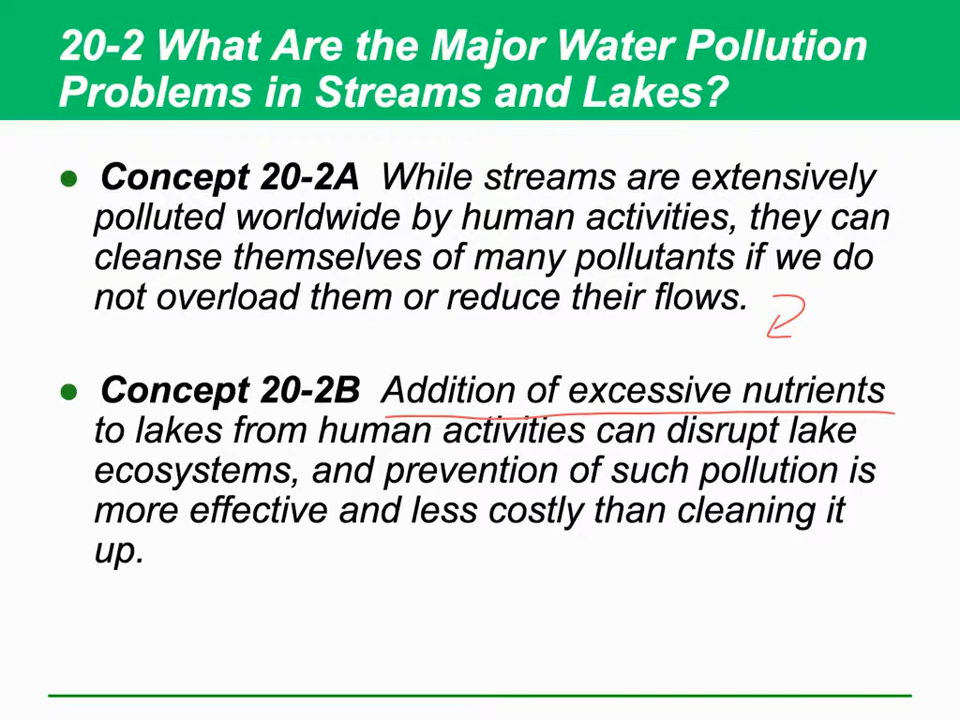 20-2 What Are the Major Water Pollution
Problems in Streams and Lakes?
● Concept 20-2A While streams are extensively
polluted worldwide by human activities, they can
cleanse themselves of many pollutants if we do
not overload them or reduce their flows.
● Concept 20-2B Addition of excessive nutrients
to lakes from human activities can disrupt lake
ecosystems, and prevention of such pollution is
more effective and less costly than cleaning it
up.